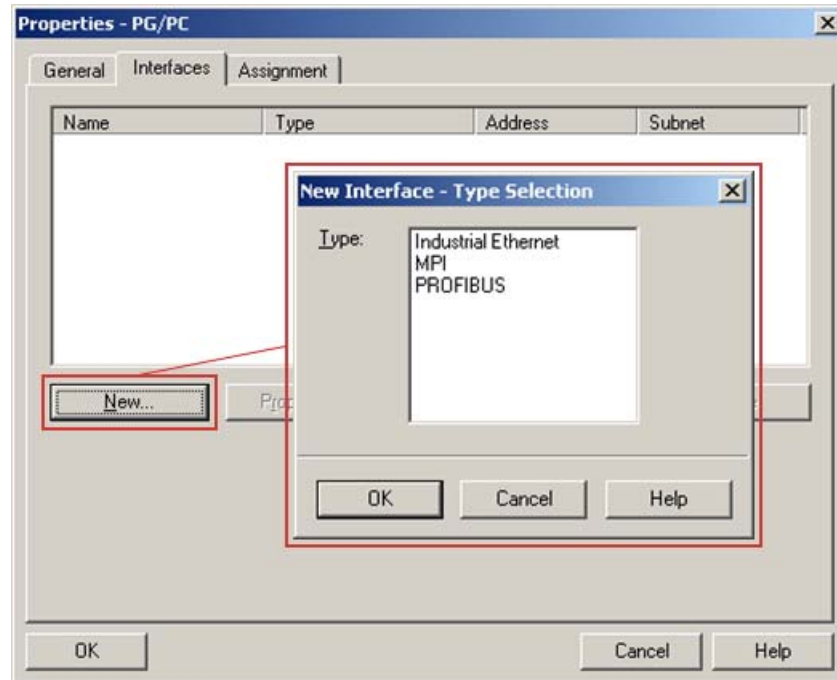 Properties - PG/PC
General Interfaces Assignment
Name Type Address Subnet
New Interface - Type Selection
Type:
Industrial Ethernet
MPI
PROFIBUS
New...
OK Cancel Help
OK Cancel Help